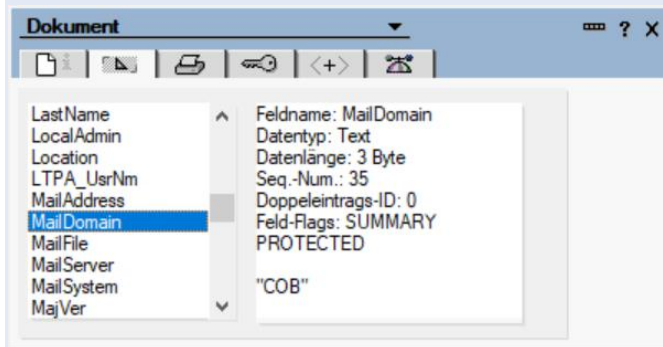 Dokument
? X
<+>
LastName
LocalAdmin
Location
LTPA_UsrNm
MailAddress
MailDomain
MailFile
MailServer
MailSystem
MajVer
Feldname: MailDomain
Datentyp: Text
Datenlänge: 3 Byte
Seq.-Num.: 35
Doppeleintrags-ID: 0
Feld-Flags: SUMMARY
PROTECTED
"COB"